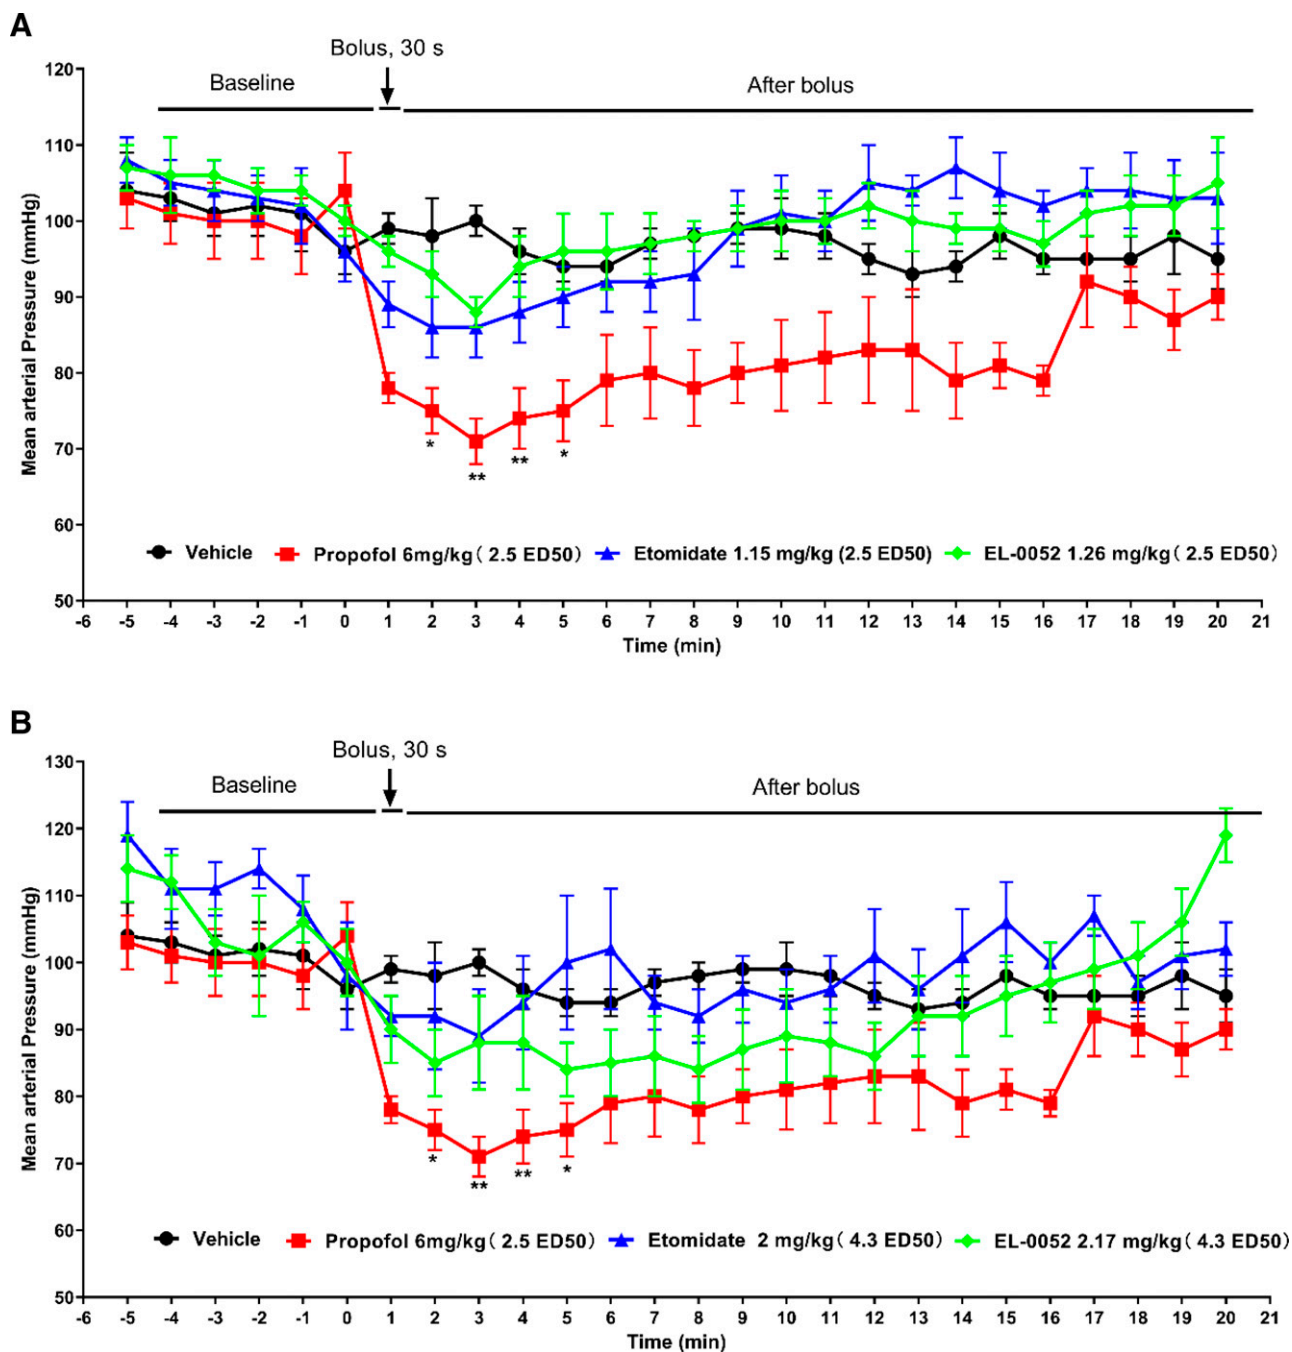 A
Bolus, 30 s
Baseline
After bolus
Mean arterial Pressure (mmHg)
120
110
100
90
80
70
60
50
*
**
**
*
Vehicle Propofol 6mg/kg( 2.5 ED50) Etomidate 1.15 mg/kg (2.5 ED50) EL-0052 1.26 mg/kg( 2.5 ED50)
-6 -5 -4 -3 -2 -1 0 1 2 3 4 5 6 7 8 9 10 11 12 13 14 15 16 17 18 19 20 21
Time (min)
B
Bolus, 30 s
Baseline
After bolus
Mean arterial Pressure (mmHg)
130
120
110
100
90
80
70
60
50
*
**
**
*
Vehicle Propofol 6mg/kg( 2.5 ED50) Etomidate 2 mg/kg( 4.3 ED50) EL-0052 2.17 mg/kg( 4.3 ED50)
-6 -5 -4 -3 -2 -1 0 1 2 3 4 5 6 7 8 9 10 11 12 13 14 15 16 17 18 19 20 21
Time (min)